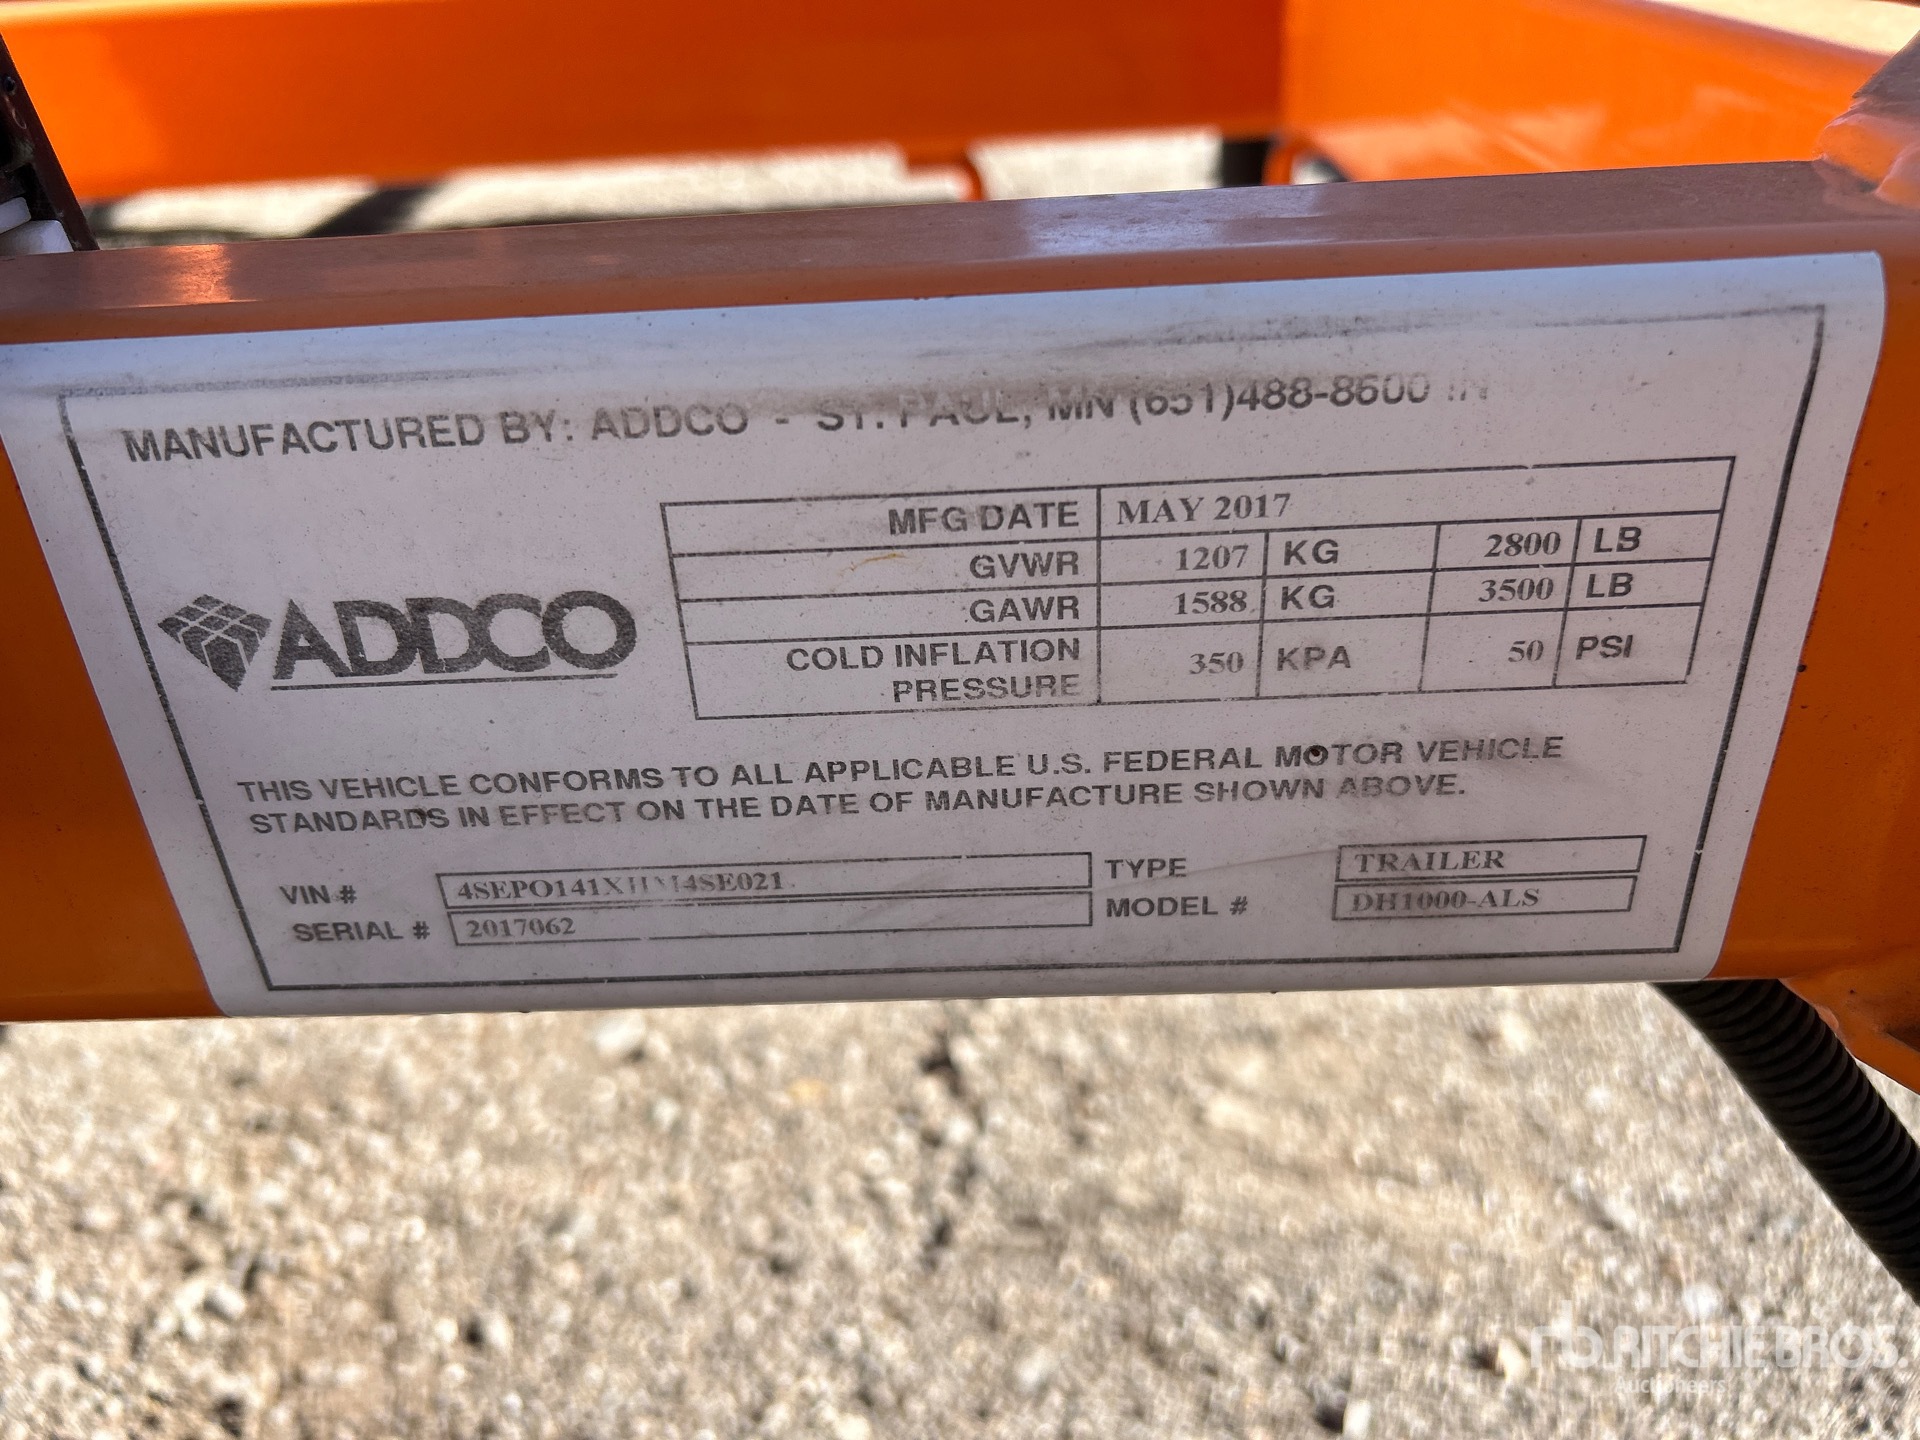 MANUFACTURED BY: ADDCO - ST. PAUL, MN (651)488-8600
ADDCO
MFG DATE MAY 2017
GVWR 1207 KG 2800 LB
GAWR 1588 KG 3500 LB
COLD INFLATION PRESSURE 350 KPA 50 PSI
THIS VEHICLE CONFORMS TO ALL APPLICABLE U.S. FEDERAL MOTOR VEHICLE
STANDARDS IN EFFECT ON THE DATE OF MANUFACTURE SHOWN ABOVE.
VIN # TYPE TRAILER
SERIAL # 2017062 MODEL # DH1000-ALS
rb RITCHIE BROS.
Auctioneers